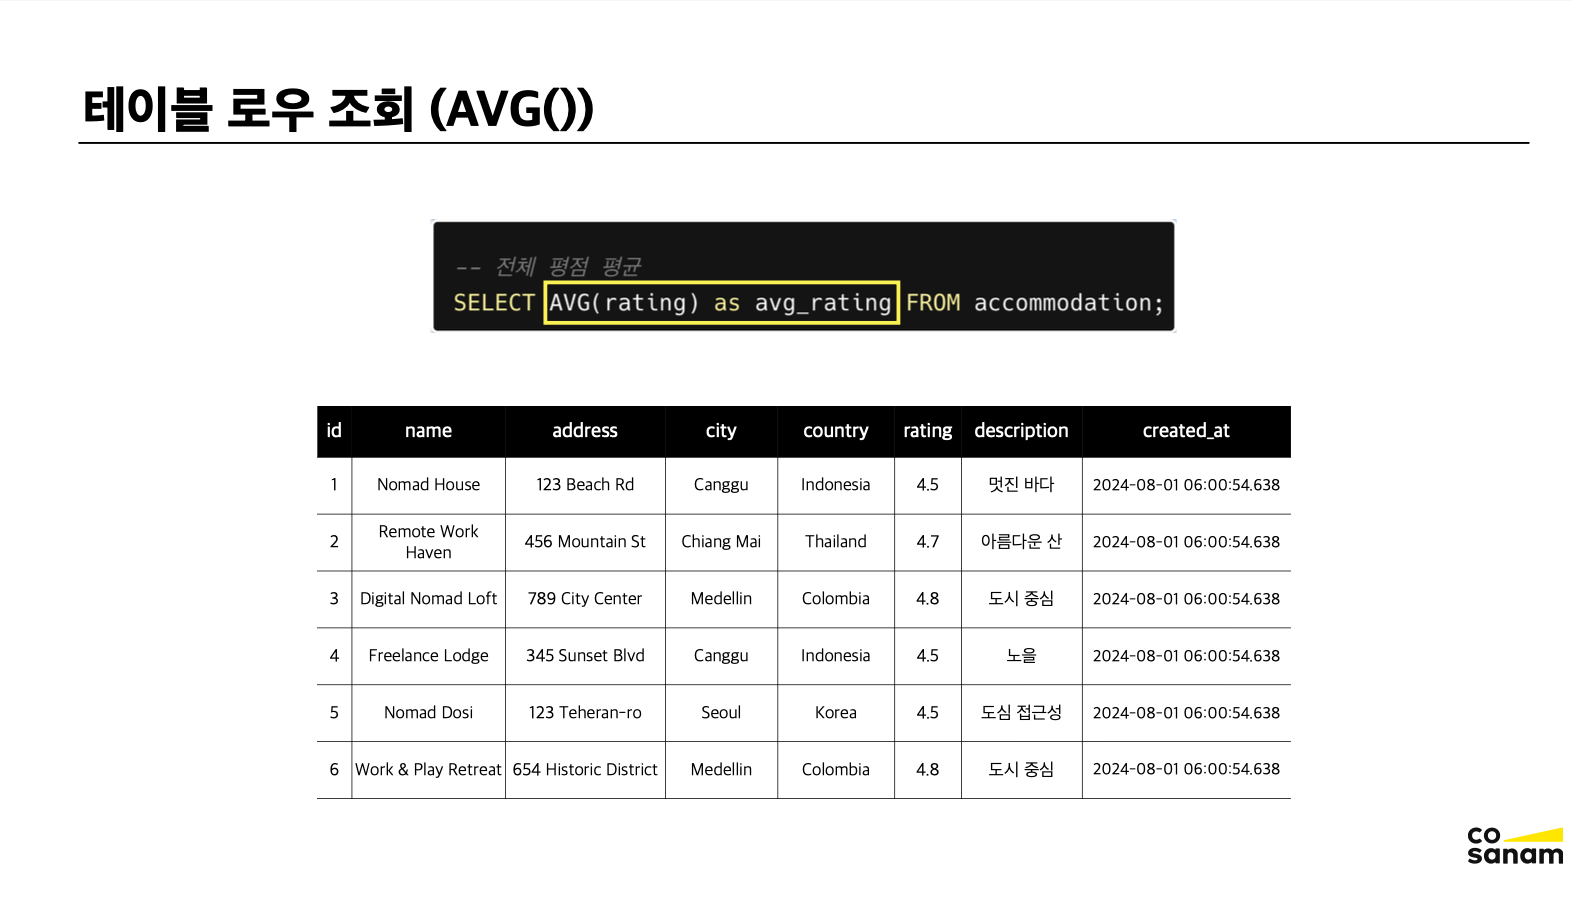 테이블 로우 조회 (AVG())
-- 전체 평점 평균
SELECT AVG(rating) as avg_rating FROM accommodation;
id name address city country rating description created_at
1 Nomad House 123 Beach Rd Canggu Indonesia 4.5 멋진 바다 2024-08-01 06:00:54.638
2 Remote Work Haven 456 Mountain St Chiang Mai Thailand 4.7 아름다운 산 2024-08-01 06:00:54.638
3 Digital Nomad Loft 789 City Center Medellin Colombia 4.8 도시 중심 2024-08-01 06:00:54.638
4 Freelance Lodge 345 Sunset Blvd Canggu Indonesia 4.5 노을 2024-08-01 06:00:54.638
5 Nomad Dosi 123 Teheran-ro Seoul Korea 4.5 도심 접근성 2024-08-01 06:00:54.638
6 Work & Play Retreat 654 Historic District Medellin Colombia 4.8 도시 중심 2024-08-01 06:00:54.638
co
sanam